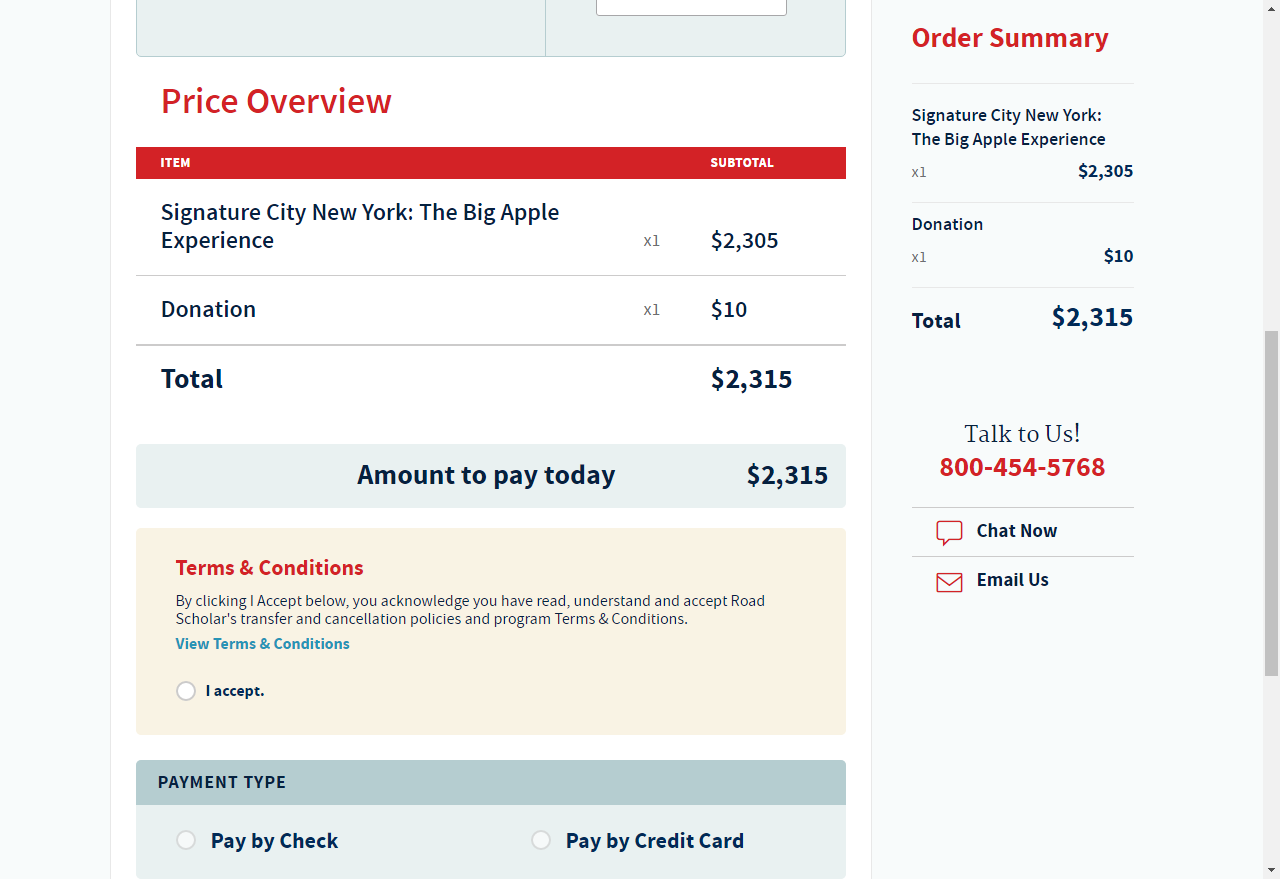 Price Overview
ITEM SUBTOTAL
Signature City New York: The Big Apple
Experience x1 $2,305
Donation x1 $10
Total $2,315
Amount to pay today $2,315
Terms & Conditions
By clicking I Accept below, you acknowledge you have read, understand and accept Road
Scholar's transfer and cancellation policies and program Terms & Conditions.
View Terms & Conditions
I accept.
PAYMENT TYPE
Pay by Check Pay by Credit Card
Order Summary
Signature City New York:
The Big Apple Experience
x1 $2,305
Donation
x1 $10
Total $2,315
Talk to Us!
800-454-5768
Chat Now
Email Us